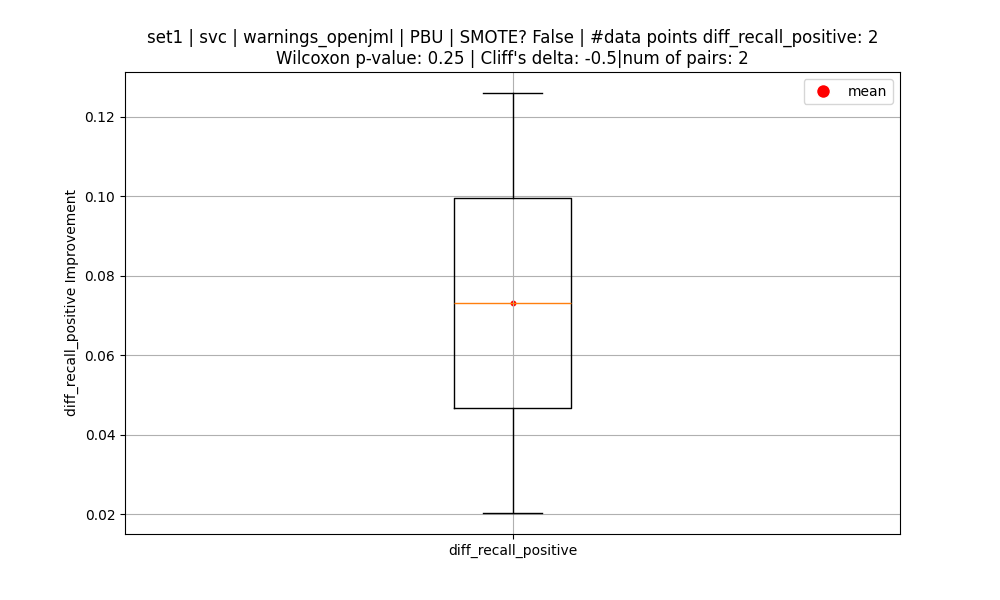 set1 | svc | warnings_openjml | PBU | SMOTE? False | #data points diff_recall_positive: 2
Wilcoxon p-value: 0.25 | Cliff's delta: -0.5|num of pairs: 2
mean
0.12
0.10
0.08
0.06
0.04
0.02
diff_recall_positive Improvement
diff_recall_positive